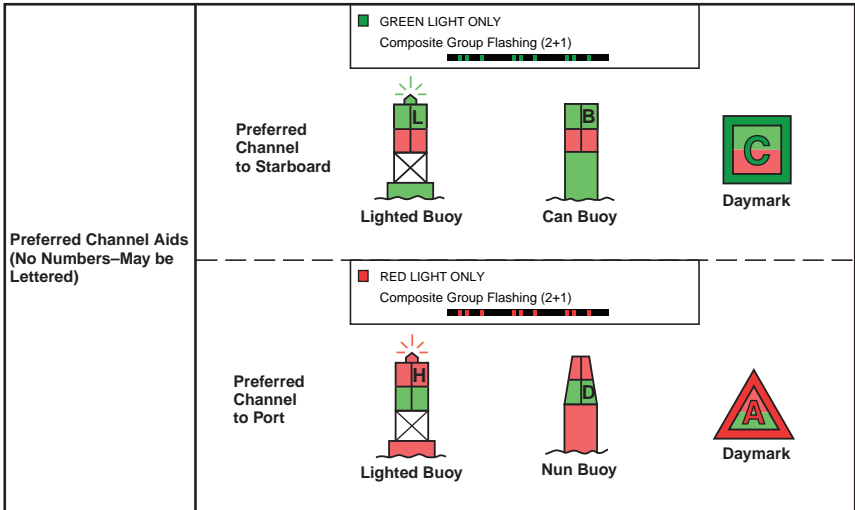 Preferred Channel Aids
(No Numbers–May be
Lettered)
GREEN LIGHT ONLY
Composite Group Flashing (2+1)
Preferred
Channel
to Starboard
L
Lighted Buoy
B
Can Buoy
C
Daymark
RED LIGHT ONLY
Composite Group Flashing (2+1)
Preferred
Channel
to Port
H
Lighted Buoy
D
Nun Buoy
A
Daymark